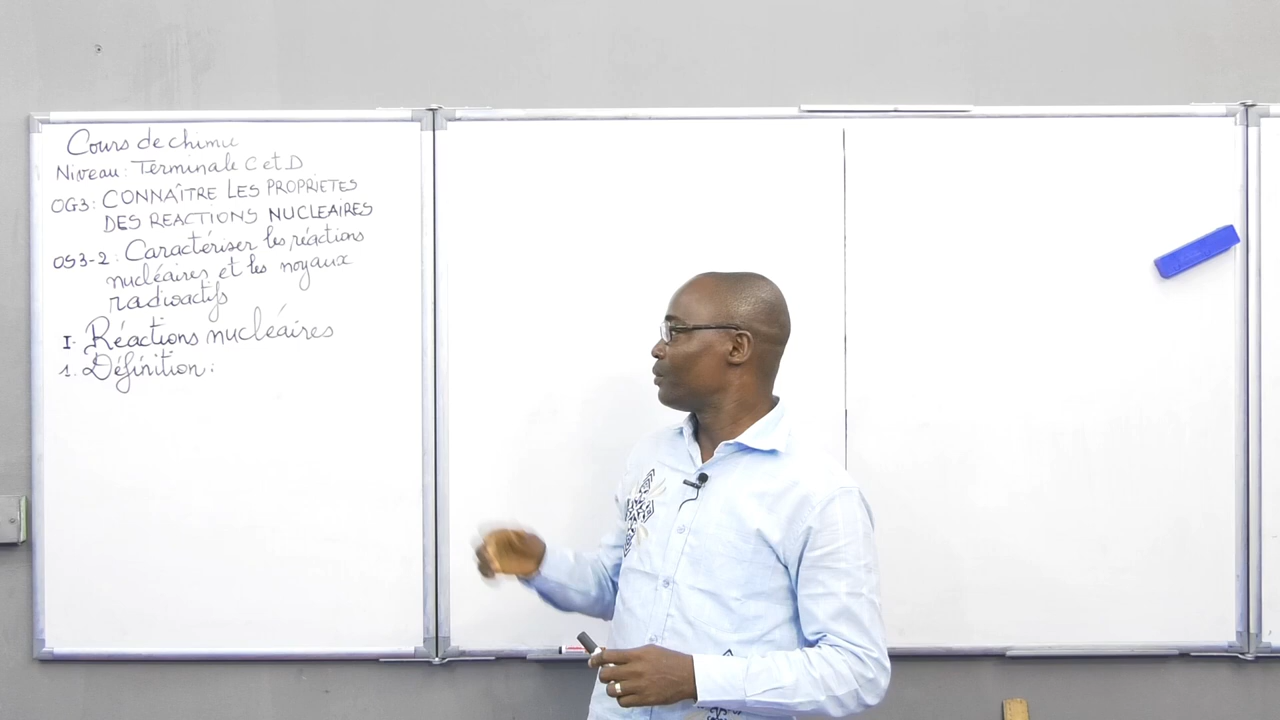 Cours de chimie
Niveau: Terminale C et D
OG3: CONNAÎTRE LES PROPRIETES
DES REACTIONS NUCLEAIRES
OS3-2: Caractériser les réactions
nucléaires et les noyaux
radioactifs
I. Réactions nucléaires
1. Définition: